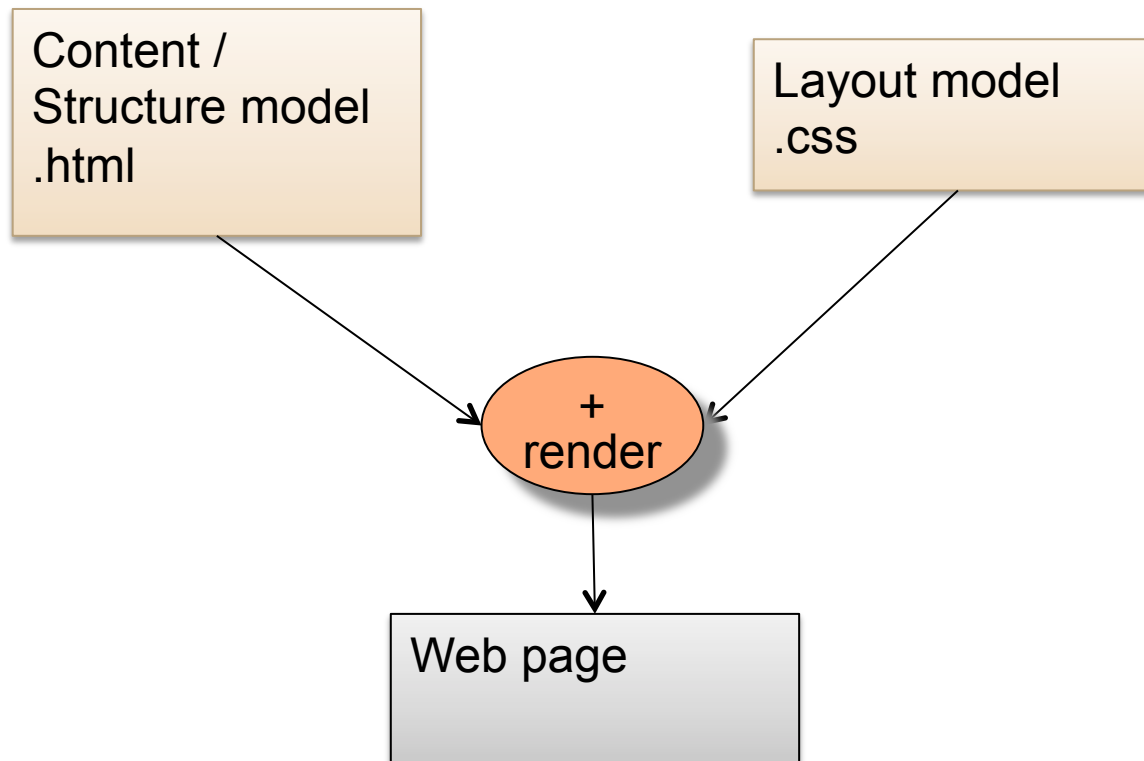 Content /
Structure model
.html
Layout model
.css
+
render
Web page